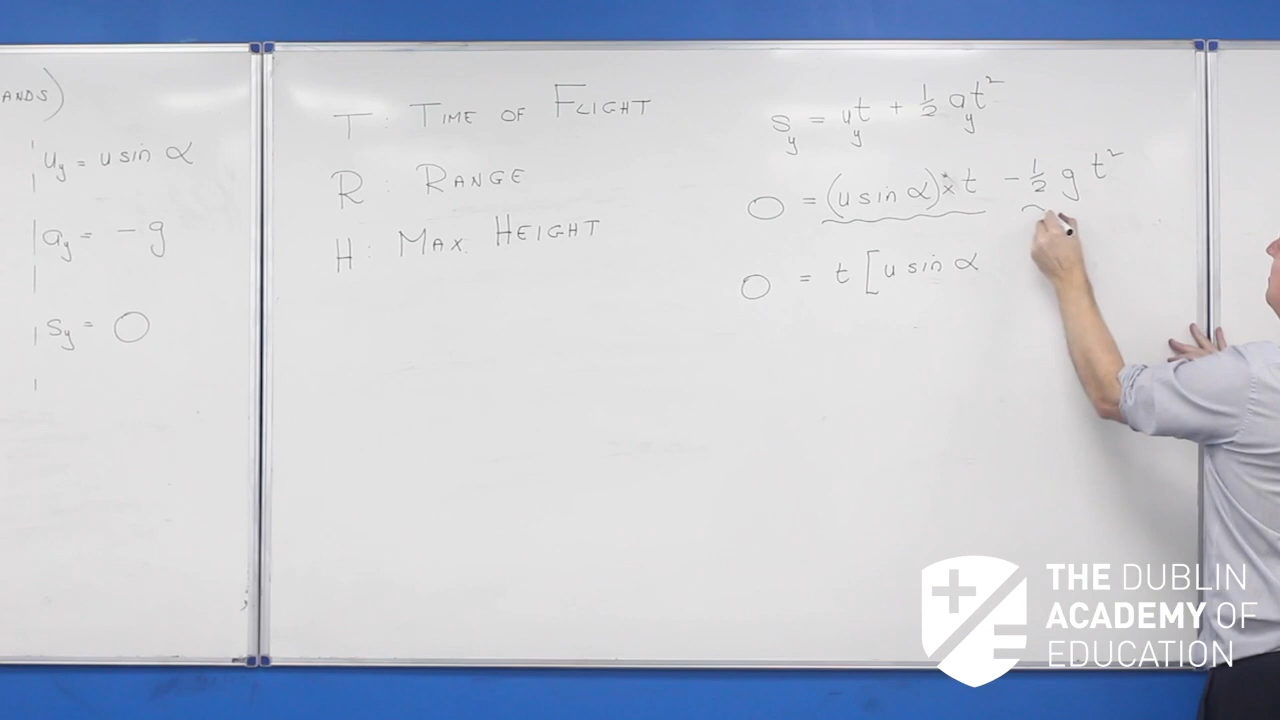 ANDS)
u_y = u sin α
a_y = - g
s_y = 0
T: TIME OF FLIGHT
R: RANGE
H: MAX. HEIGHT
s_y = u_y t + 1/2 a_y t²
0 = (u sin α) × t - 1/2 g t²
0 = t [u sin α
THE DUBLIN
ACADEMY OF
EDUCATION